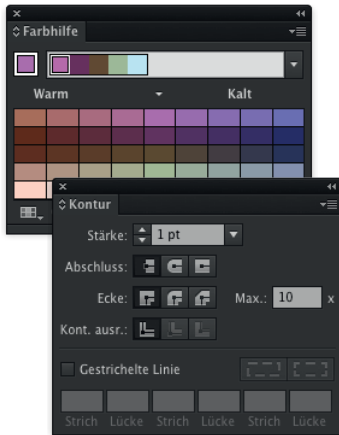 Farbhilfe
Warm Kalt
Kontur
Stärke: 1 pt
Abschluss:
Ecke: Max.: 10 x
Kont. ausr.:
Gestrichelte Linie
Strich Lücke Strich Lücke Strich Lücke